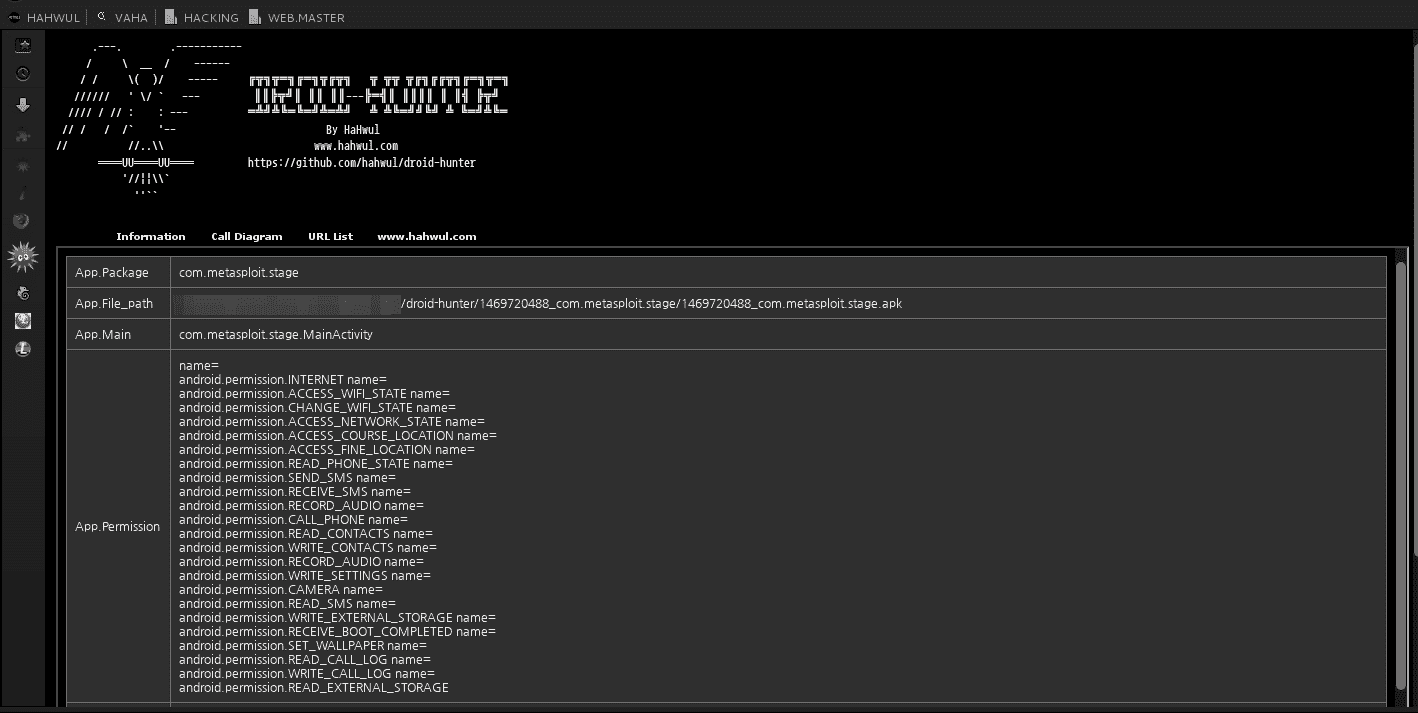 HAHWUL VAHA HACKING WEB.MASTER
By HaHwul
www.hahwul.com
https://github.com/hahwul/droid-hunter
Information Call Diagram URL List www.hahwul.com
App.Package com.metasploit.stage
App.File_path /droid-hunter/1469720488_com.metasploit.stage/1469720488_com.metasploit.stage.apk
App.Main com.metasploit.stage.MainActivity
App.Permission
name=
android.permission.INTERNET name=
android.permission.ACCESS_WIFI_STATE name=
android.permission.CHANGE_WIFI_STATE name=
android.permission.ACCESS_NETWORK_STATE name=
android.permission.ACCESS_COURSE_LOCATION name=
android.permission.ACCESS_FINE_LOCATION name=
android.permission.READ_PHONE_STATE name=
android.permission.SEND_SMS name=
android.permission.RECEIVE_SMS name=
android.permission.RECORD_AUDIO name=
android.permission.CALL_PHONE name=
android.permission.READ_CONTACTS name=
android.permission.WRITE_CONTACTS name=
android.permission.RECORD_AUDIO name=
android.permission.WRITE_SETTINGS name=
android.permission.CAMERA name=
android.permission.READ_SMS name=
android.permission.WRITE_EXTERNAL_STORAGE name=
android.permission.RECEIVE_BOOT_COMPLETED name=
android.permission.SET_WALLPAPER name=
android.permission.READ_CALL_LOG name=
android.permission.WRITE_CALL_LOG name=
android.permission.READ_EXTERNAL_STORAGE